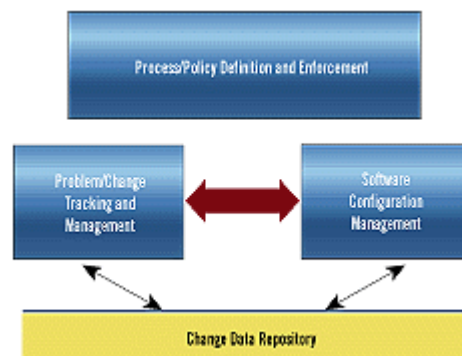 Process/Policy Definition and Enforcement
Problem/Change
Tracking and
Management
Software
Configuration
Management
Change Data Repository